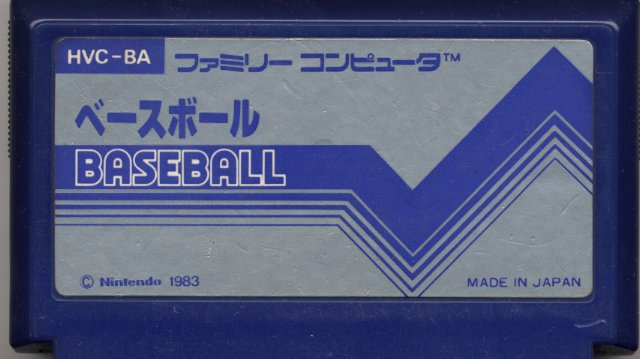 HVC-BA ファミリー コンピュータ™
ベースボール
BASEBALL
© Nintendo 1983
MADE IN JAPAN